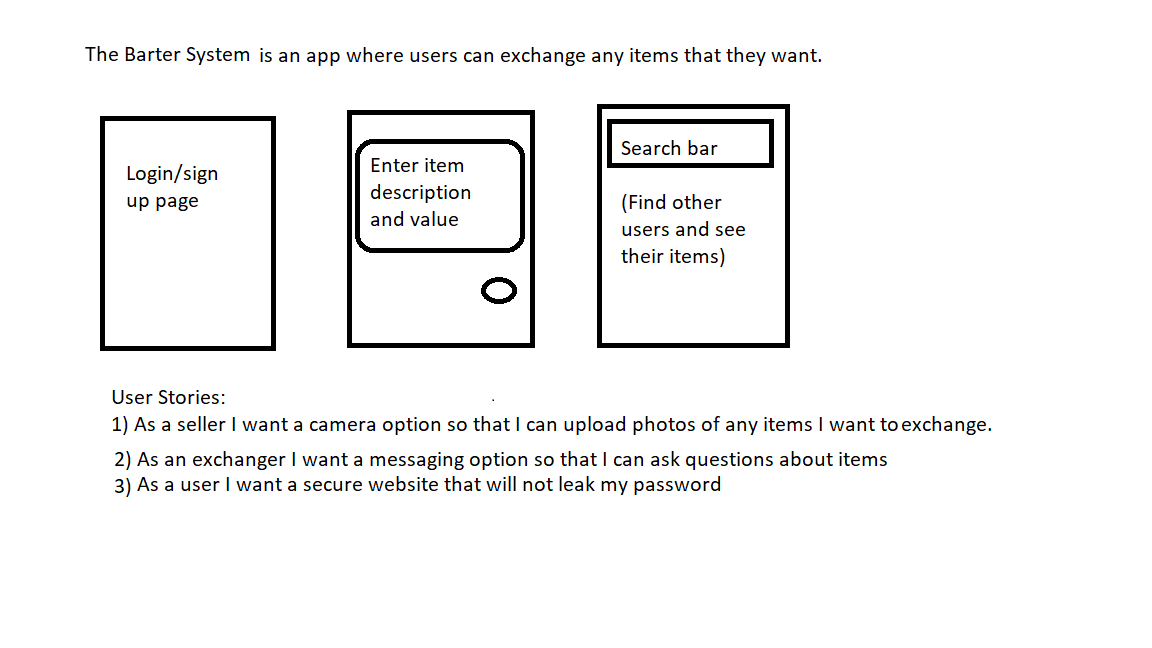 The Barter System is an app where users can exchange any items that they want.
Login/sign
up page
Enter item
description
and value
Search bar
(Find other
users and see
their items)
User Stories:
1) As a seller I want a camera option so that I can upload photos of any items I want to exchange.
2) As an exchanger I want a messaging option so that I can ask questions about items
3) As a user I want a secure website that will not leak my password